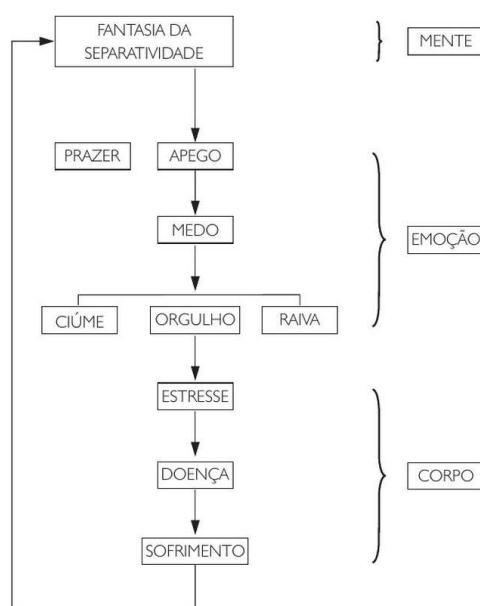 FANTASIA DA
SEPARATIVIDADE
MENTE
PRAZER
APEGO
MEDO
EMOÇÃO
CIÚME
ORGULHO
RAIVA
ESTRESSE
DOENÇA
CORPO
SOFRIMENTO